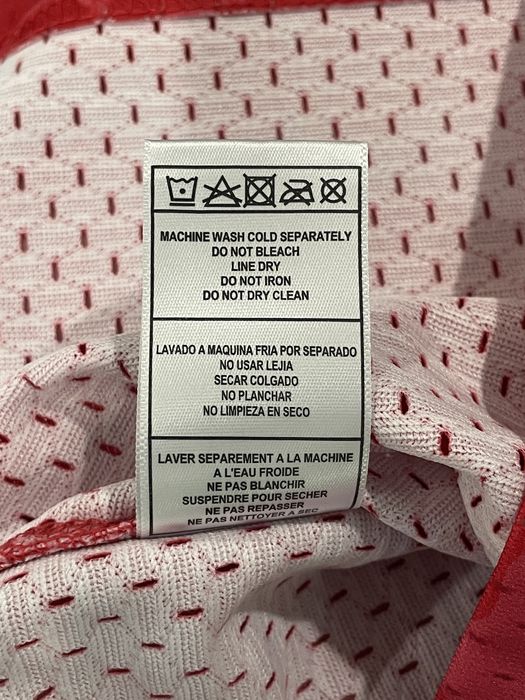 MACHINE WASH COLD SEPARATELY
DO NOT BLEACH
LINE DRY
DO NOT IRON
DO NOT DRY CLEAN
LAVADO A MAQUINA FRIA POR SEPARADO
NO USAR LEJIA
SECAR COLGADO
NO PLANCHAR
NO LIMPIEZA EN SECO
LAVER SEPAREMENT A LA MACHINE
A L'EAU FROIDE
NE PAS BLANCHIR
SUSPENDRE POUR SECHER
NE PAS REPASSER
NE PAS NETTOYER A SEC